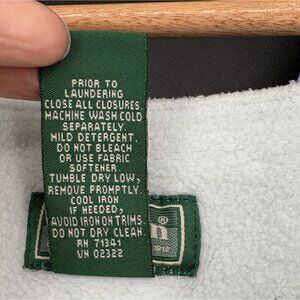 PRIOR TO
LAUNDERING
CLOSE ALL CLOSURES.
MACHINE WASH COLD
SEPARATELY.
MILD DETERGENT.
DO NOT BLEACH
OR USE FABRIC
SOFTENER.
TUMBLE DRY LOW,
REMOVE PROMPTLY.
COOL IRON
IF NEEDED,
AVOID IRON ON TRIMS.
DO NOT DRY CLEAN.
RN 71341
VN 02322